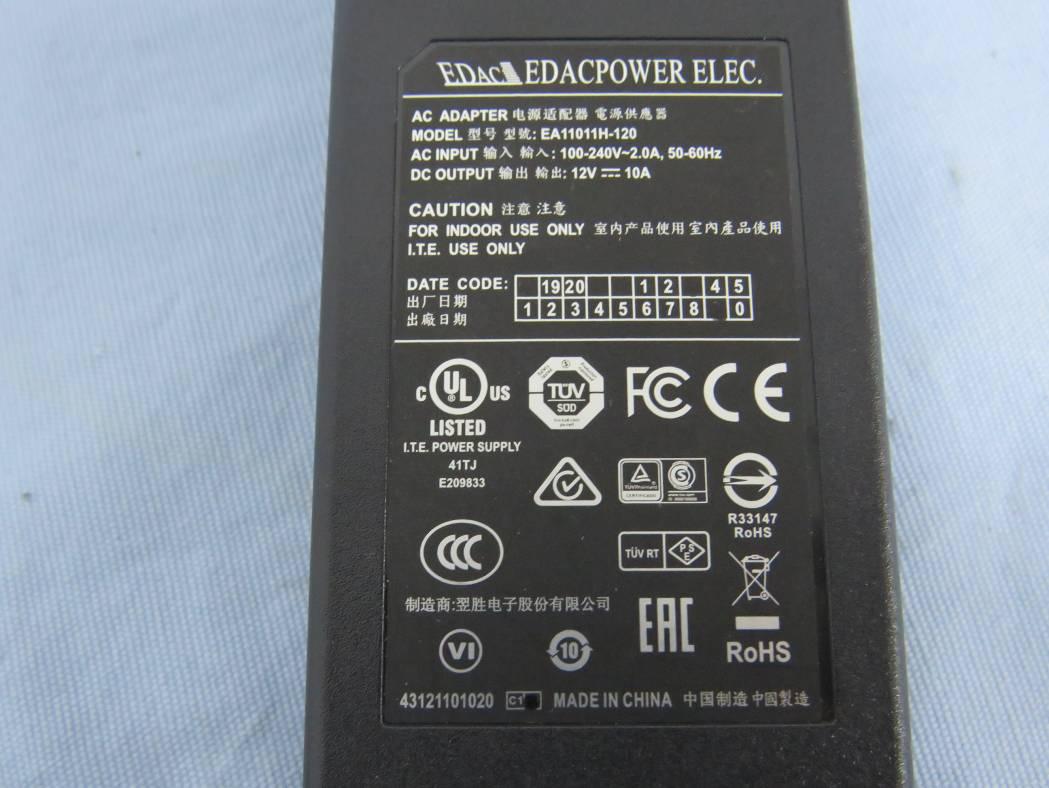 EDAC EDACPOWER ELEC.
AC ADAPTER 电源适配器 電源供應器
MODEL 型号 型號: EA11011H-120
AC INPUT 输入 輸入: 100-240V~2.0A, 50-60Hz
DC OUTPUT 输出 輸出: 12V ⎓ 10A
CAUTION 注意 注意
FOR INDOOR USE ONLY 室内产品使用 室內產品使用
I.T.E. USE ONLY
DATE CODE: 19 20 1 2 4 5
出厂日期 1 2 3 4 5 6 7 8 0
出廠日期
C UL ® US
LISTED
I.T.E. POWER SUPPLY
41TJ
E209833
TÜV
SÜD
FC CE
TÜVRheinland
CERTIFICATION
S
R33147
RoHS
CCC
TÜV RT PSE
制造商:翌胜电子股份有限公司
EAC
VI
10
RoHS
43121101020 C1 MADE IN CHINA 中国制造 中國製造